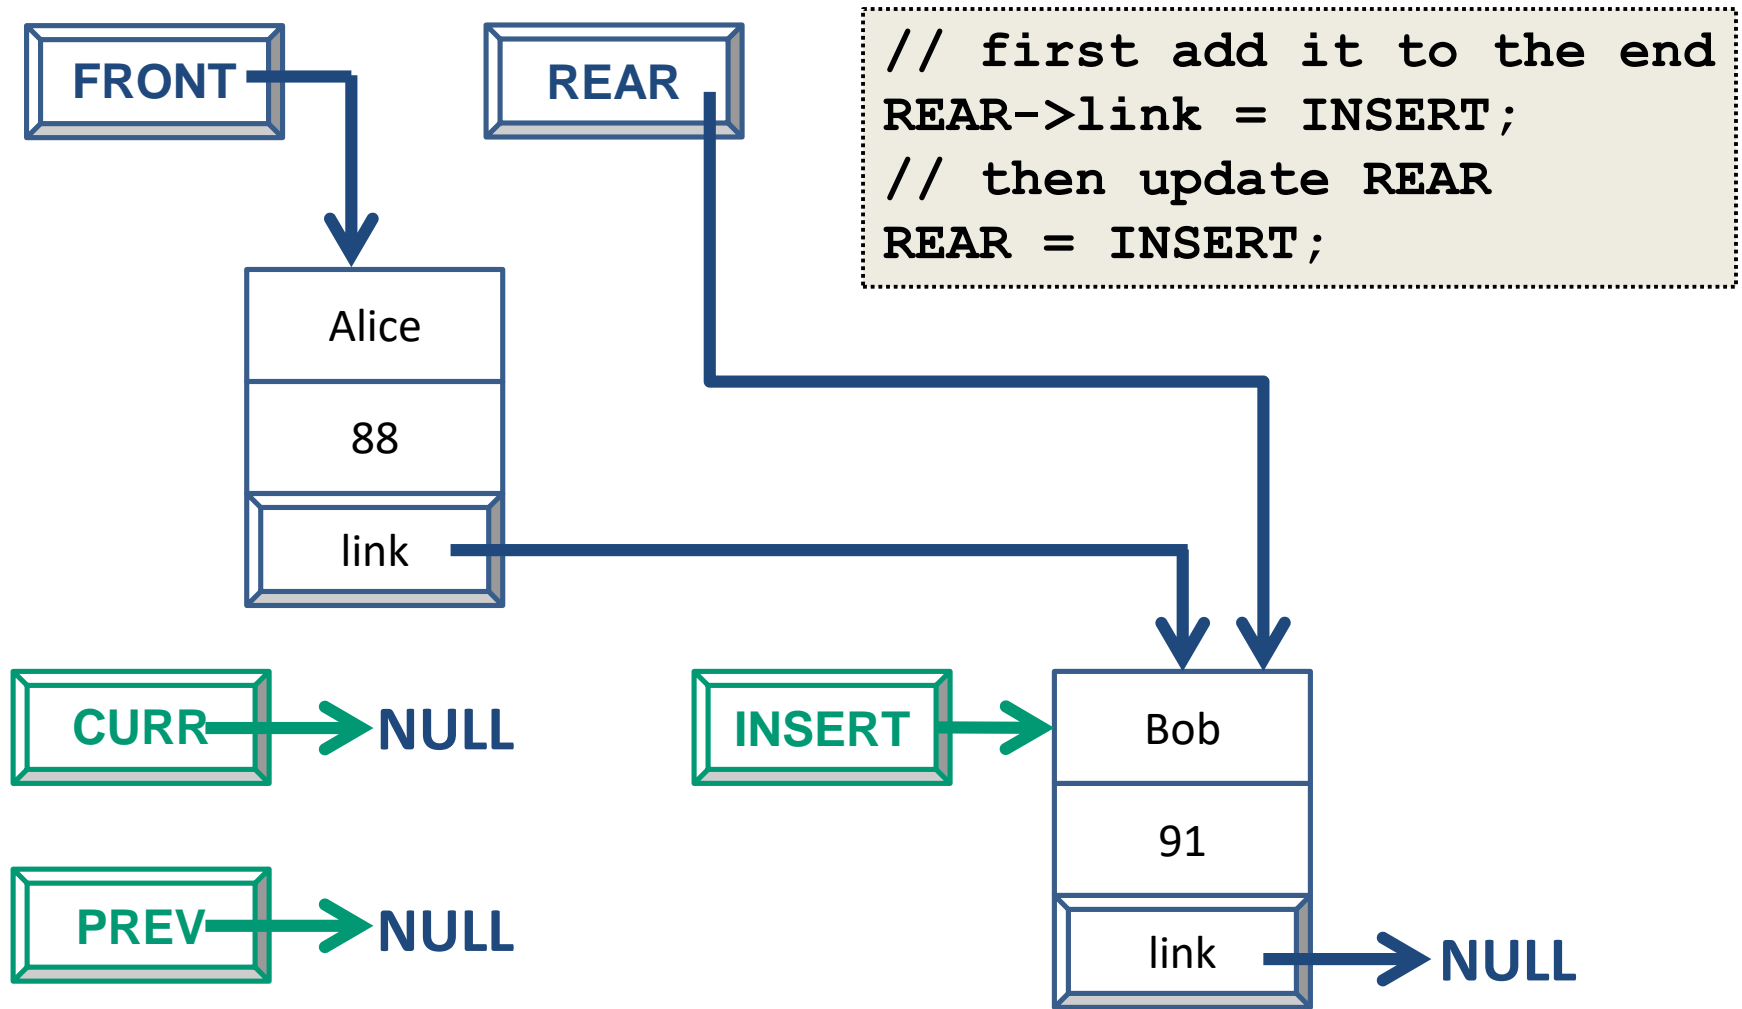 FRONT
REAR
// first add it to the end
REAR->link = INSERT;
// then update REAR
REAR = INSERT;
Alice
88
link
CURR
NULL
INSERT
Bob
91
PREV
NULL
link
NULL